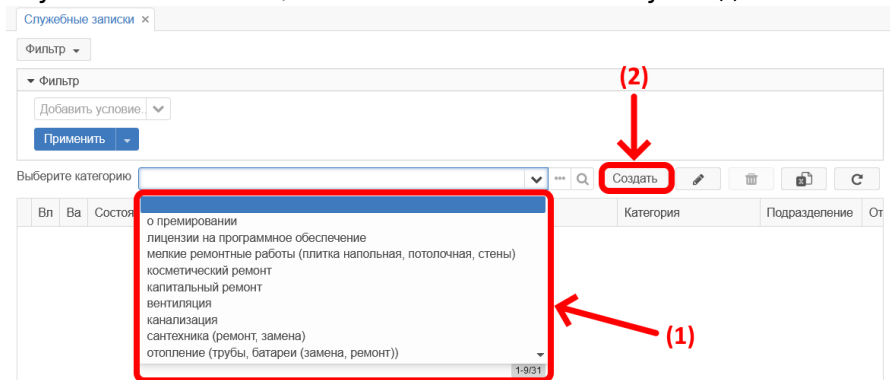 Служебные записки ×
Фильтр
Фильтр
(2)
Добавить условие..
Применить
Выберите категорию
Создать
Вл Ва Состоя Категория Подразделение От
о премировании
лицензии на программное обеспечение
мелкие ремонтные работы (плитка напольная, потолочная, стены)
косметический ремонт
капитальный ремонт
вентиляция
канализация
(1)
сантехника (ремонт, замена)
отопление (трубы, батареи (замена, ремонт))
1-9/31